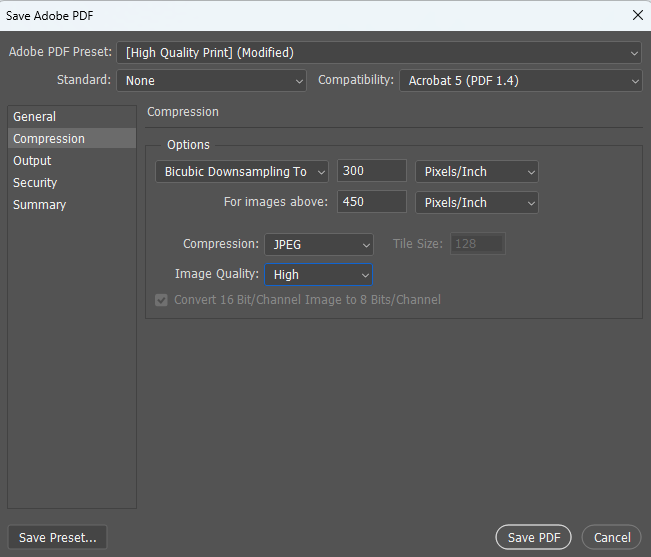 Save Adobe PDF
Adobe PDF Preset: [High Quality Print] (Modified)
Standard: None Compatibility: Acrobat 5 (PDF 1.4)
General
Compression
Output
Security
Summary
Compression
Options
Bicubic Downsampling To 300 Pixels/Inch
For images above: 450 Pixels/Inch
Compression: JPEG Tile Size: 128
Image Quality: High
Convert 16 Bit/Channel Image to 8 Bits/Channel
Save Preset... Save PDF Cancel